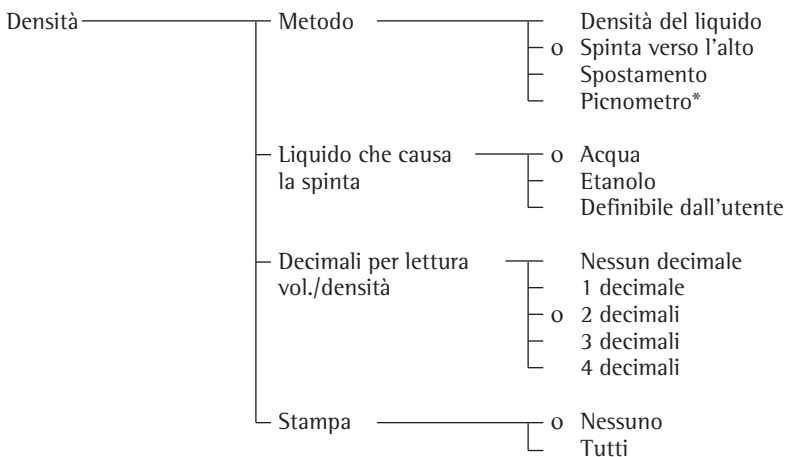 Densità Metodo Densità del liquido
o Spinta verso l'alto
Spostamento
Picnometro*
Liquido che causa o Acqua
la spinta Etanolo
Definibile dall'utente
Decimali per lettura Nessun decimale
vol./densità 1 decimale
o 2 decimali
3 decimali
4 decimali
Stampa o Nessuno
Tutti